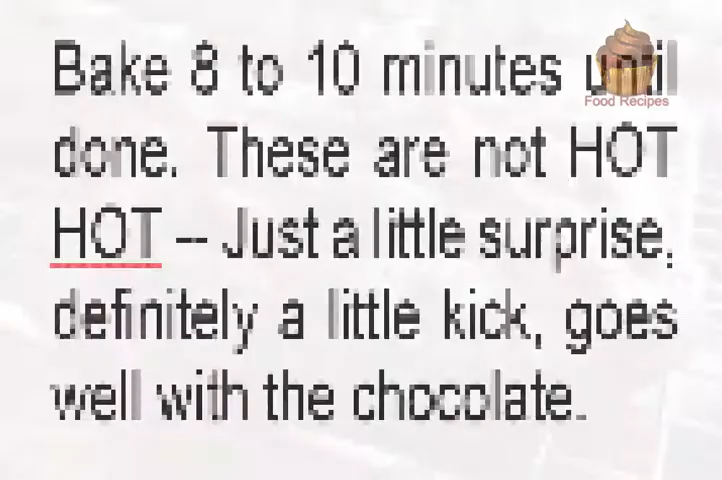 Bake 8 to 10 minutes until
Food Recipes
done. These are not HOT
HOT -- Just a little surprise,
definitely a little kick, goes
well with the chocolate.